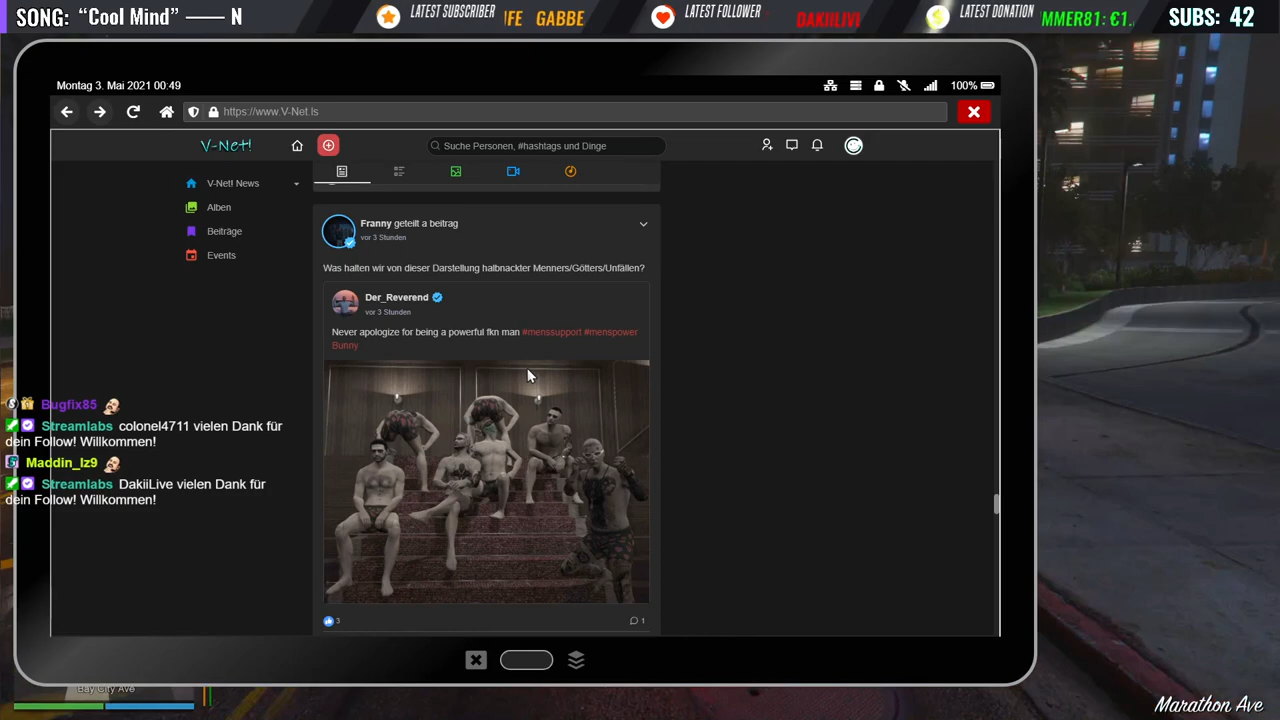 SONG: “Cool Mind” —— N
LATEST SUBSCRIBER
IFE GABBE
LATEST FOLLOWER
DAKIILIVI
LATEST DONATION
MMER81: €1..
SUBS: 42
Montag 3. Mai 2021 00:49
100%
https://www.V-Net.ls
V-Net!
Suche Personen, #hashtags und Dinge
V-Net! News
Alben
Beiträge
Events
Franny geteilt a beitrag
vor 3 Stunden
Was halten wir von dieser Darstellung halbnackter Menners/Götters/Unfällen?
Der_Reverend
vor 3 Stunden
Never apologize for being a powerful fkn man #menssupport #menspower
Bunny
3
1
Bugfix85
Streamlabs colonel4711 vielen Dank für
dein Follow! Willkommen!
Maddin_lz9
Streamlabs DakiiLive vielen Dank für
dein Follow! Willkommen!
Bay City Ave
Marathon Ave